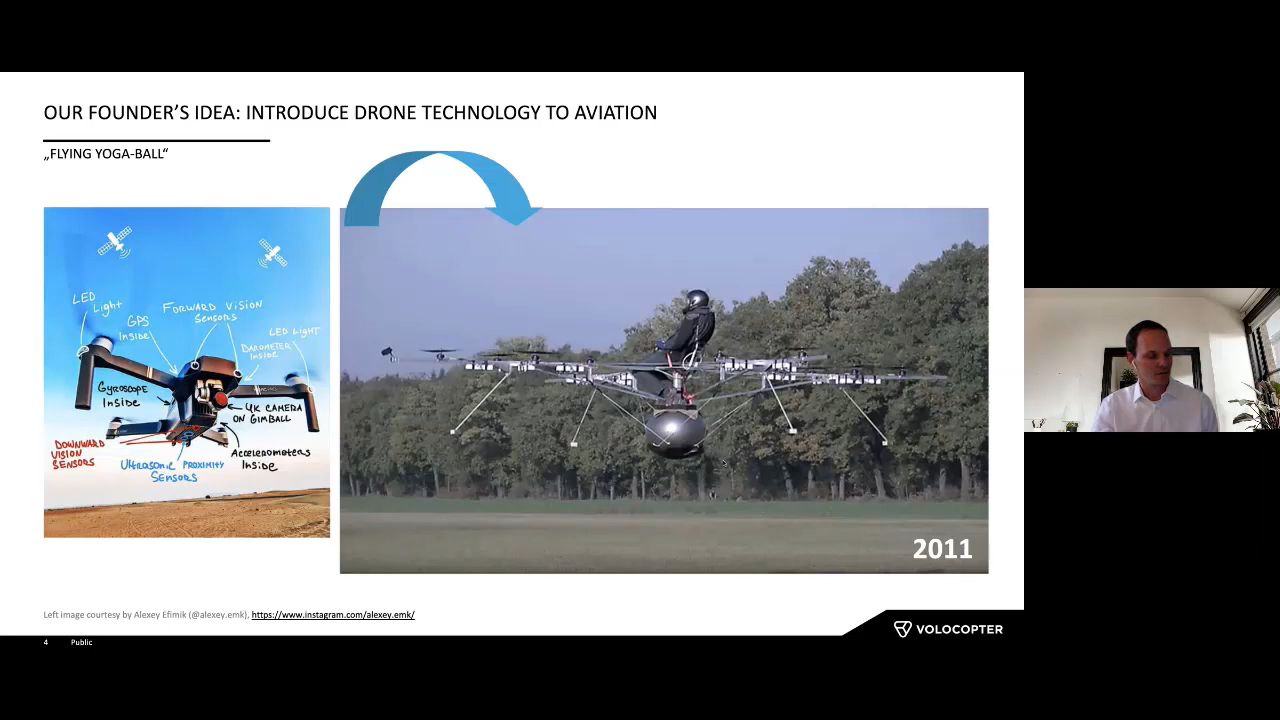 OUR FOUNDER'S IDEA: INTRODUCE DRONE TECHNOLOGY TO AVIATION
„FLYING YOGA-BALL“
LED
Light
GPS
Inside
FORWARD VISION
SENSORS
LED LIGHT
BAROMETER
INSIDE
GYROSCOPE
INSIDE
4K CAMERA
ON GIMBALL
DOWNWARD
VISION
SENSORS
ULTRASONIC PROXIMITY
SENSORS
ACCELEROMETERS
INSIDE
2011
Left image courtesy by Alexey Efimik (@alexey.emk), https://www.instagram.com/alexey.emk/
4 Public
VOLOCOPTER